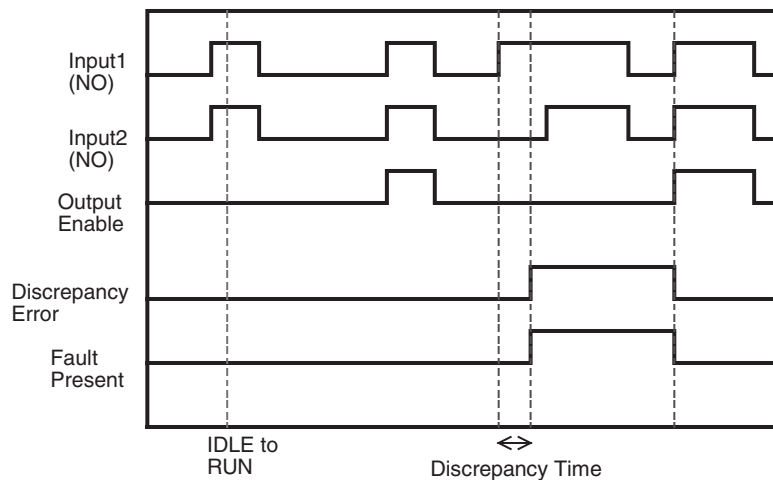 Input1
(NO)
Input2
(NO)
Output
Enable
Discrepancy
Error
Fault
Present
IDLE to
RUN
Discrepancy Time